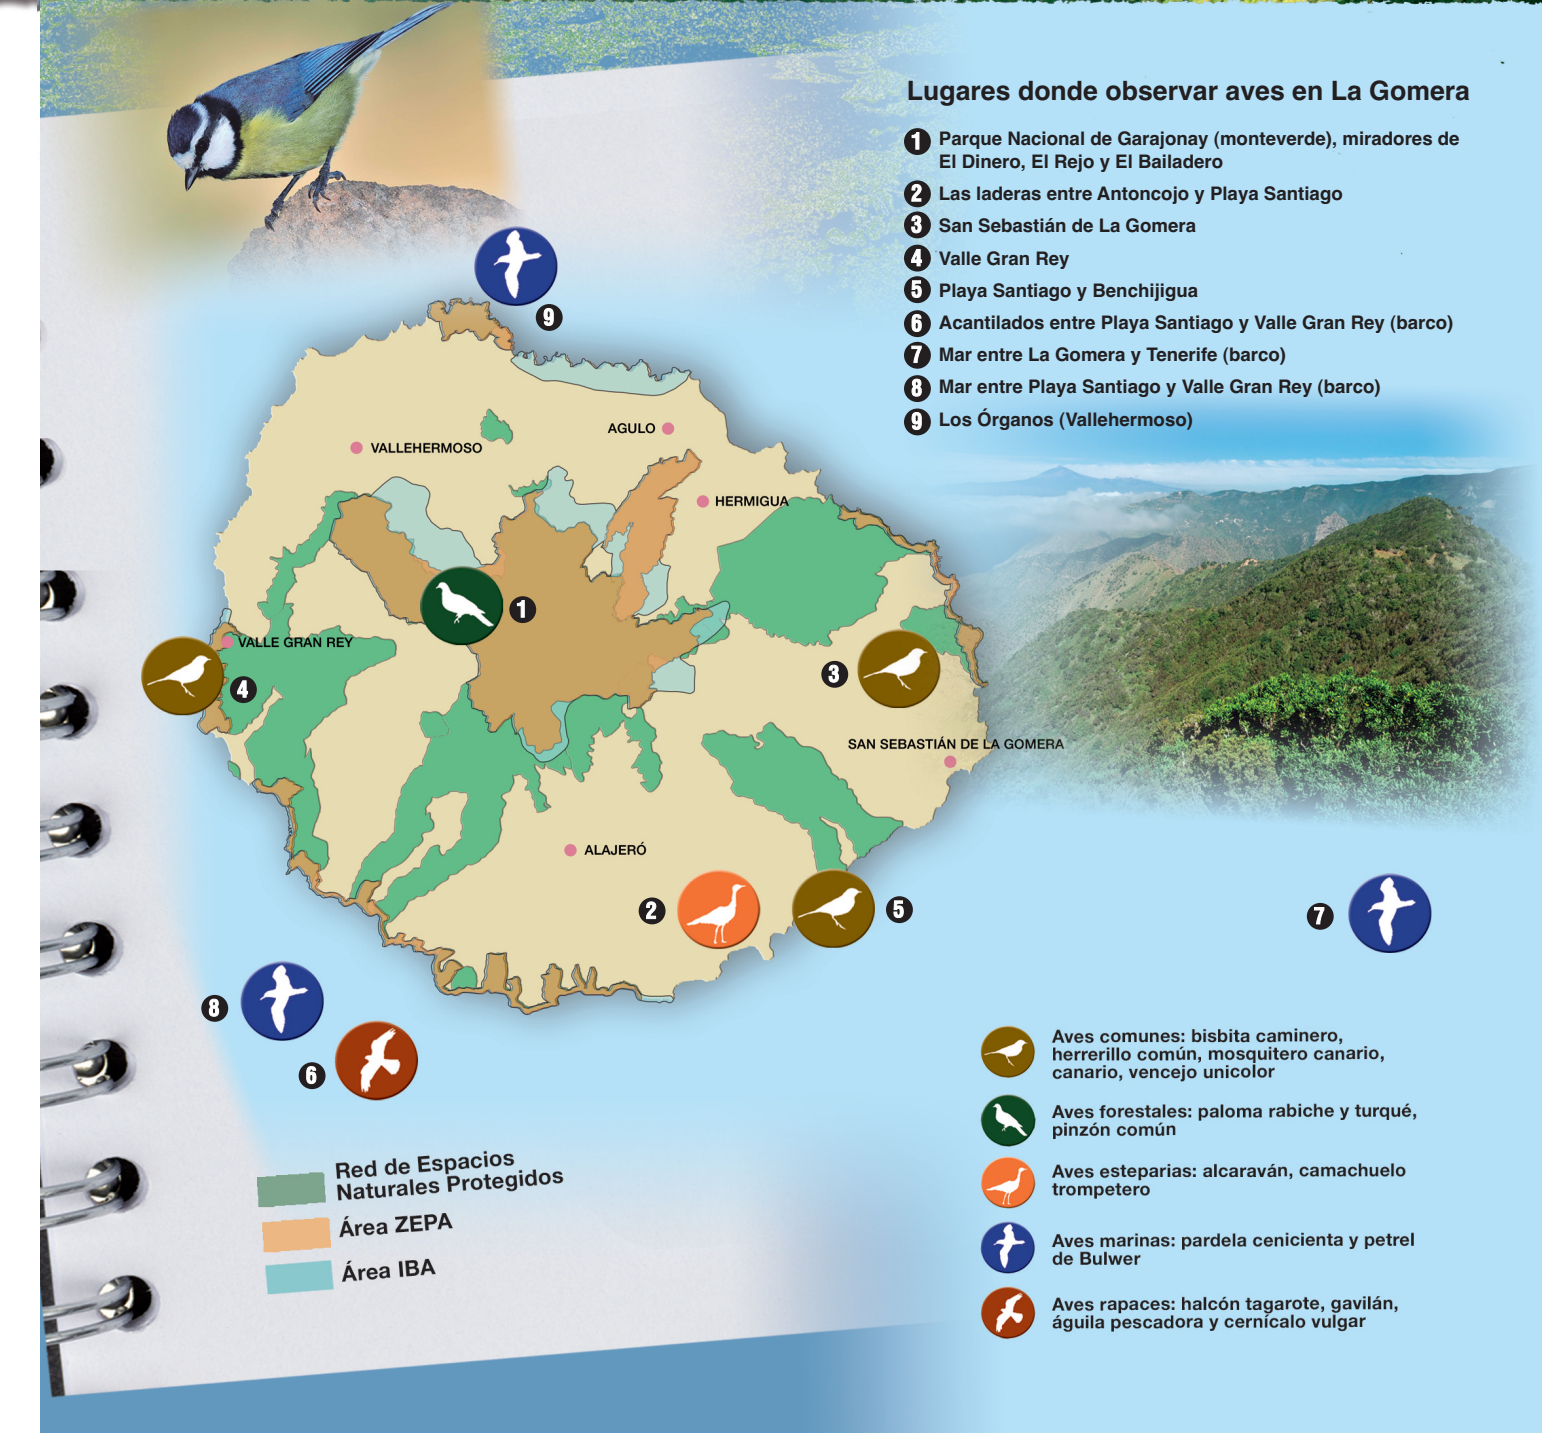 Lugares donde observar aves en La Gomera
1 Parque Nacional de Garajonay (monteverde), miradores de
El Dinero, El Rejo y El Bailadero
2 Las laderas entre Antoncojo y Playa Santiago
3 San Sebastián de La Gomera
4 Valle Gran Rey
5 Playa Santiago y Benchijigua
6 Acantilados entre Playa Santiago y Valle Gran Rey (barco)
7 Mar entre La Gomera y Tenerife (barco)
8 Mar entre Playa Santiago y Valle Gran Rey (barco)
9 Los Órganos (Vallehermoso)
9
AGULO
VALLEHERMOSO
HERMIGUA
1
VALLE GRAN REY
3
4
SAN SEBASTIÁN DE LA GOMERA
ALAJERÓ
2
5
7
8
6
Aves comunes: bisbita caminero,
herrerillo común, mosquitero canario,
canario, vencejo unicolor
Aves forestales: paloma rabiche y turqué,
pinzón común
Aves esteparias: alcaraván, camachuelo
trompetero
Aves marinas: pardela cenicienta y petrel
de Bulwer
Aves rapaces: halcón tagarote, gavilán,
águila pescadora y cernícalo vulgar
Red de Espacios
Naturales Protegidos
Área ZEPA
Área IBA